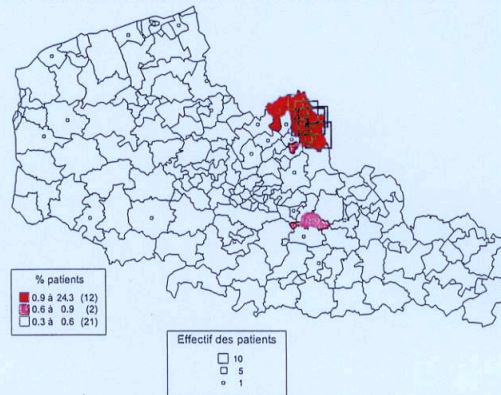 % patients
0.9 à 24.3 (12)
0.6 à 0.9 (2)
0.3 à 0.6 (21)
Effectif des patients
10
5
1